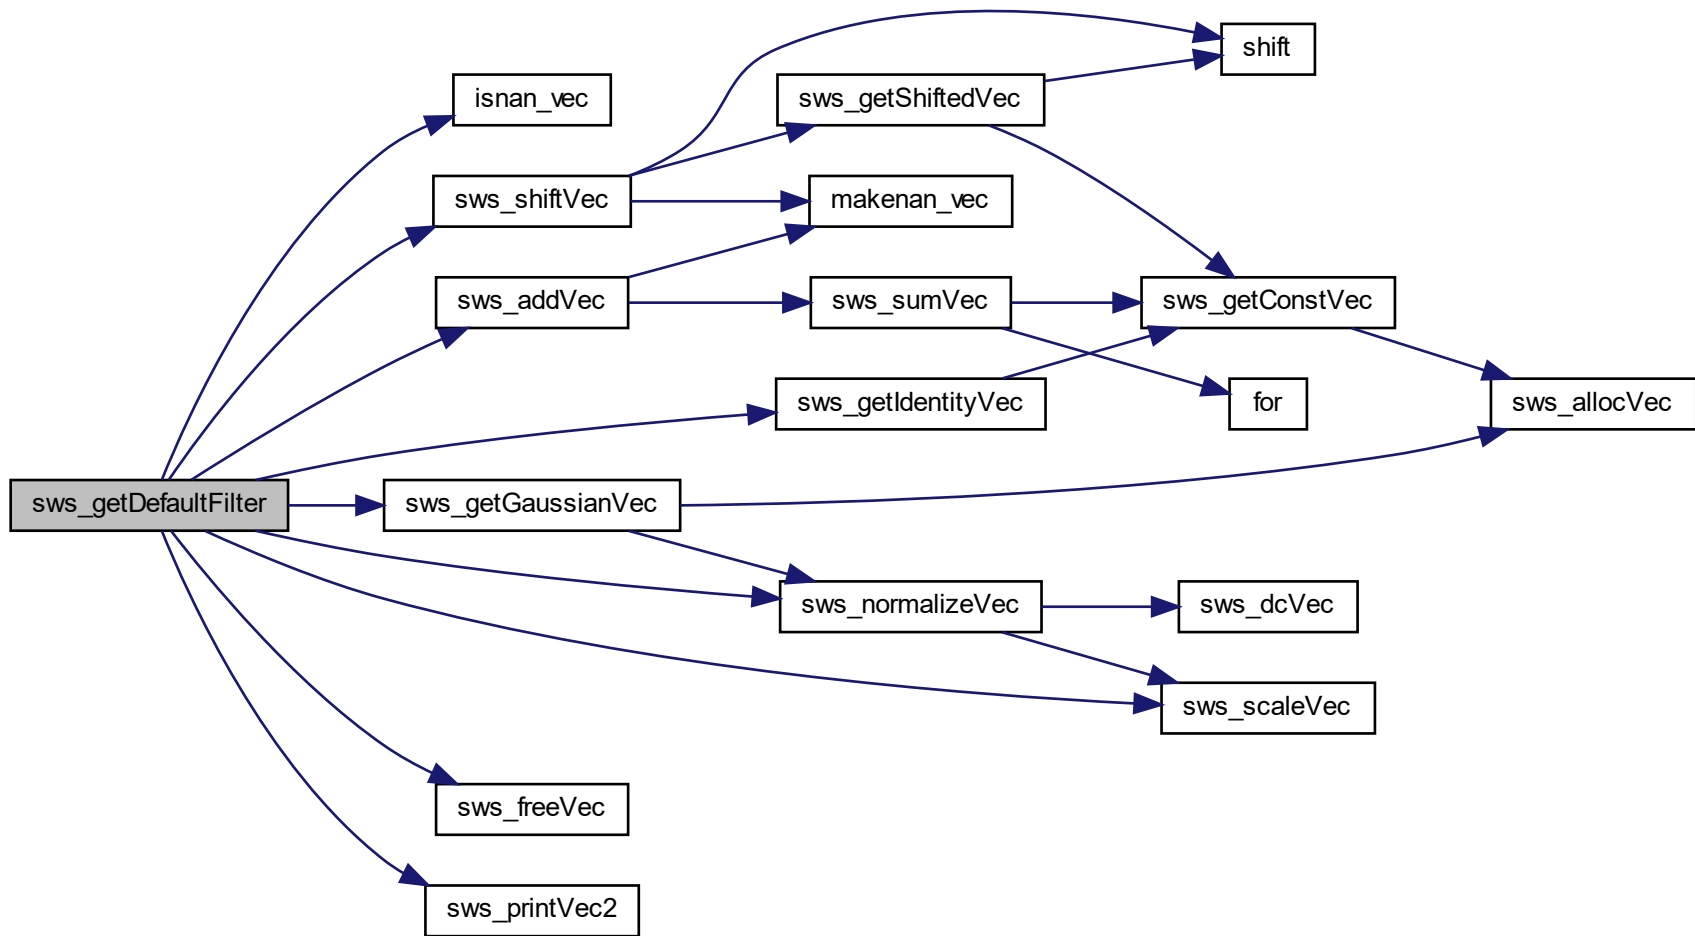 shift
isnan_vec
sws_getShiftedVec
sws_shiftVec
makenan_vec
sws_addVec
sws_sumVec
sws_getConstVec
sws_getIdentityVec
for
sws_allocVec
sws_getDefaultFilter
sws_getGaussianVec
sws_normalizeVec
sws_dcVec
sws_scaleVec
sws_freeVec
sws_printVec2